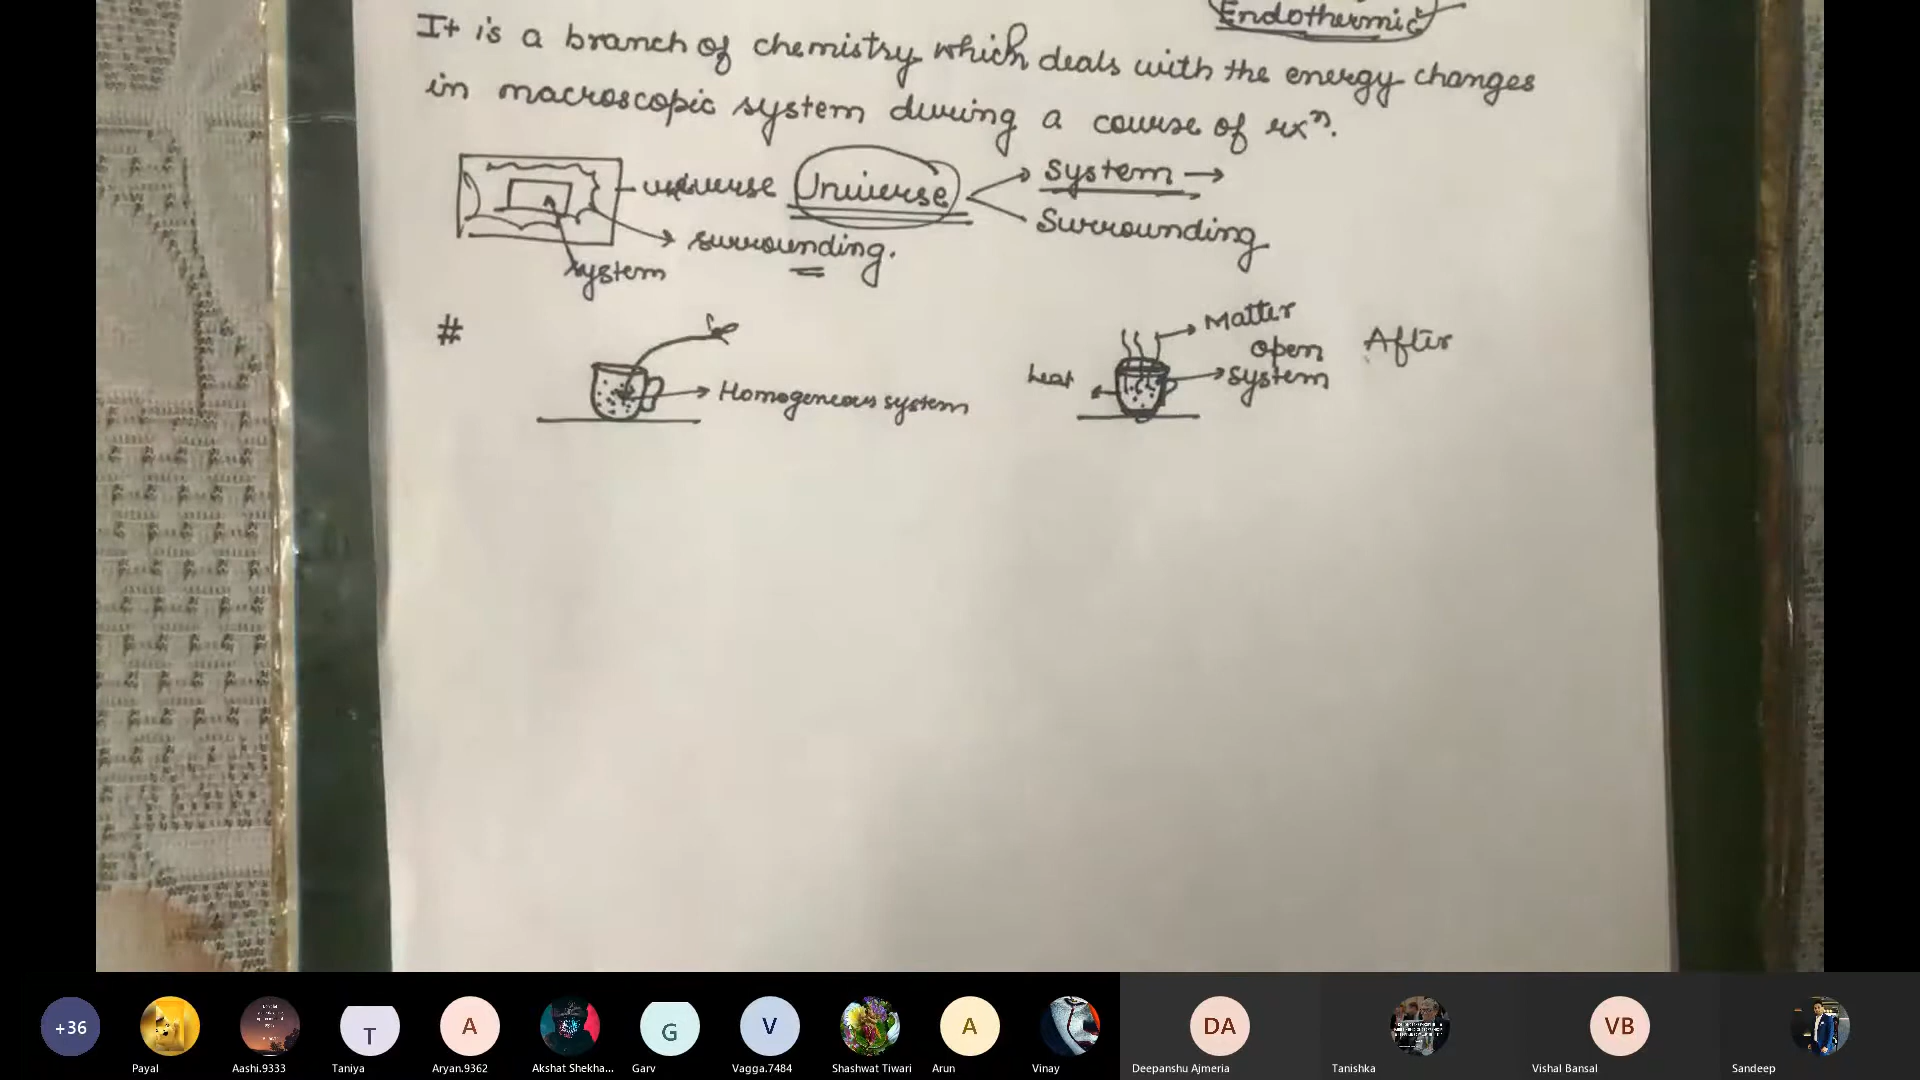 Endothermic
It is a branch of chemistry which deals with the energy changes
in macroscopic system during a course of rxⁿ.
universe Universe System
Surrounding
surrounding.
system
#
Matter
open After
heat system
Homogeneous system
+36
T A G V A DA VB
Payal Aashi.9333 Taniya Aryan.9362 Akshat Shekha... Garv Vagga.7484 Shashwat Tiwari Arun Vinay Deepanshu Ajmeria Tanishka Vishal Bansal Sandeep